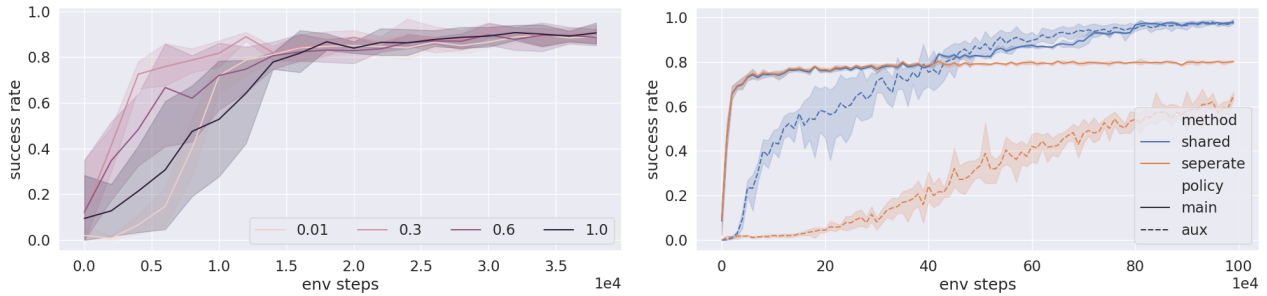 1.0
0.8
0.6
0.4
0.2
0.0
success rate
0.01 0.3 0.6 1.0
0.0 0.5 1.0 1.5 2.0 2.5 3.0 3.5 4.0
env steps
1e4
1.0
0.8
0.6
0.4
0.2
0.0
success rate
method
shared
seperate
policy
main
aux
0 20 40 60 80 100
env steps
1e4